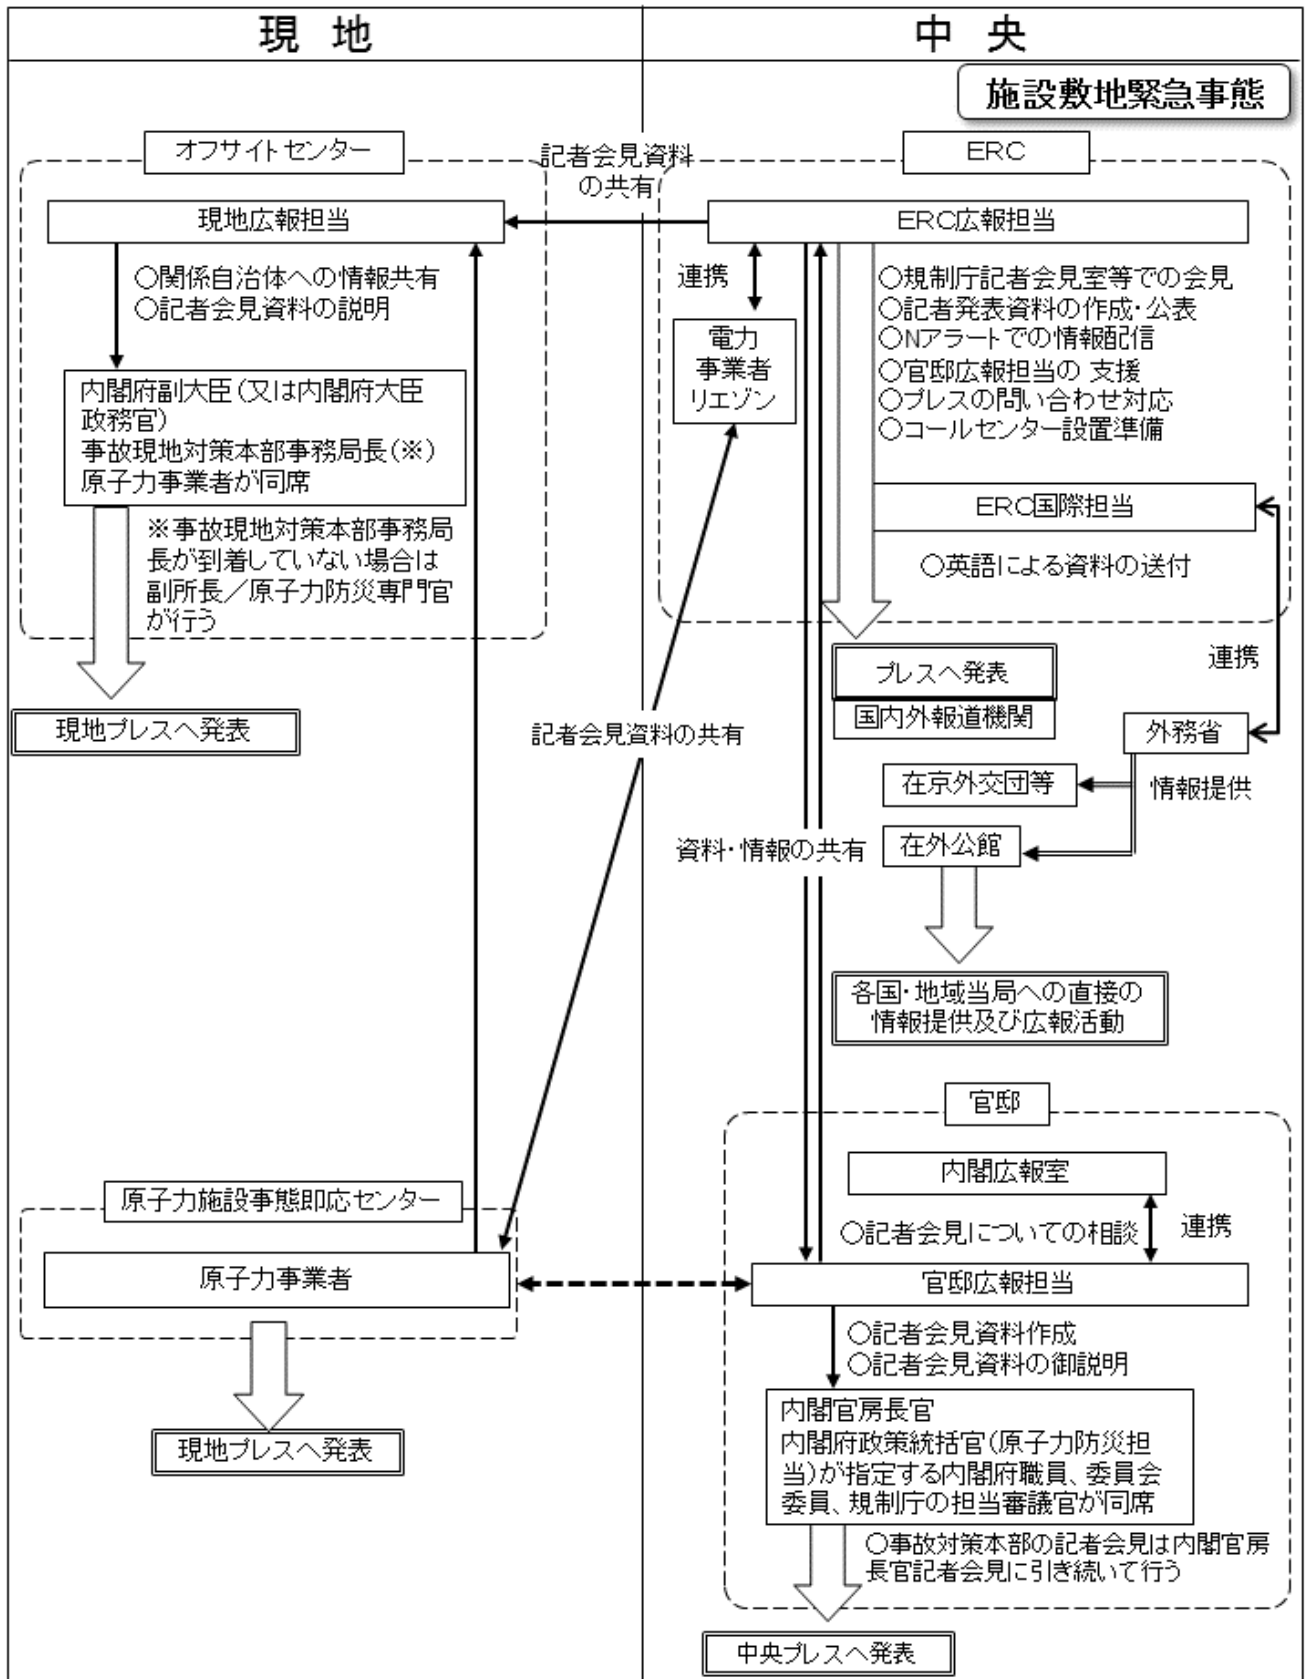 現 地
中 央
施設敷地緊急事態
オフサイトセンター
記者会見資料
の共有
ERC
現地広報担当
ERC広報担当
○関係自治体への情報共有
○記者会見資料の説明
連携
○規制庁記者会見室等での会見
○記者発表資料の作成・公表
○Nアラートでの情報配信
○官邸広報担当の 支援
○プレスの問い合わせ対応
○コールセンター設置準備
電力
事業者
リエゾン
内閣府副大臣(又は内閣府大臣
政務官)
事故現地対策本部事務局長(※)
原子力事業者が同席
※事故現地対策本部事務局
長が到着していない場合は
副所長/原子力防災専門官
が行う
ERC国際担当
○英語による資料の送付
連携
現地プレスへ発表
プレスへ発表
国内外報道機関
記者会見資料の共有
外務省
在京外交団等
情報提供
資料・情報の共有
在外公館
各国・地域当局への直接の
情報提供及び広報活動
官邸
内閣広報室
○記者会見についての相談
連携
原子力施設事態即応センター
原子力事業者
官邸広報担当
○記者会見資料作成
○記者会見資料の御説明
内閣官房長官
内閣府政策統括官(原子力防災担
当)が指定する内閣府職員、委員会
委員、規制庁の担当審議官が同席
現地プレスへ発表
○事故対策本部の記者会見は内閣官房
長官記者会見に引き続いて行う
中央プレスへ発表